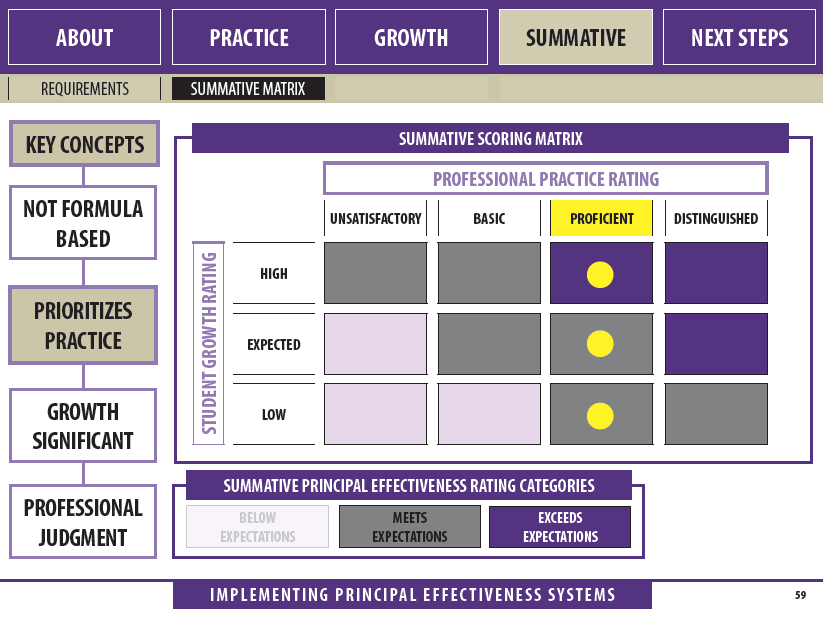 ABOUT
PRACTICE
GROWTH
SUMMATIVE
NEXT STEPS
REQUIREMENTS
SUMMATIVE MATRIX
KEY CONCEPTS
NOT FORMULA
BASED
PRIORITIZES
PRACTICE
GROWTH
SIGNIFICANT
PROFESSIONAL
JUDGMENT
SUMMATIVE SCORING MATRIX
PROFESSIONAL PRACTICE RATING
UNSATISFACTORY
BASIC
PROFICIENT
DISTINGUISHED
STUDENT GROWTH RATING
HIGH
EXPECTED
LOW
SUMMATIVE PRINCIPAL EFFECTIVENESS RATING CATEGORIES
BELOW
EXPECTATIONS
MEETS
EXPECTATIONS
EXCEEDS
EXPECTATIONS
IMPLEMENTING PRINCIPAL EFFECTIVENESS SYSTEMS
59